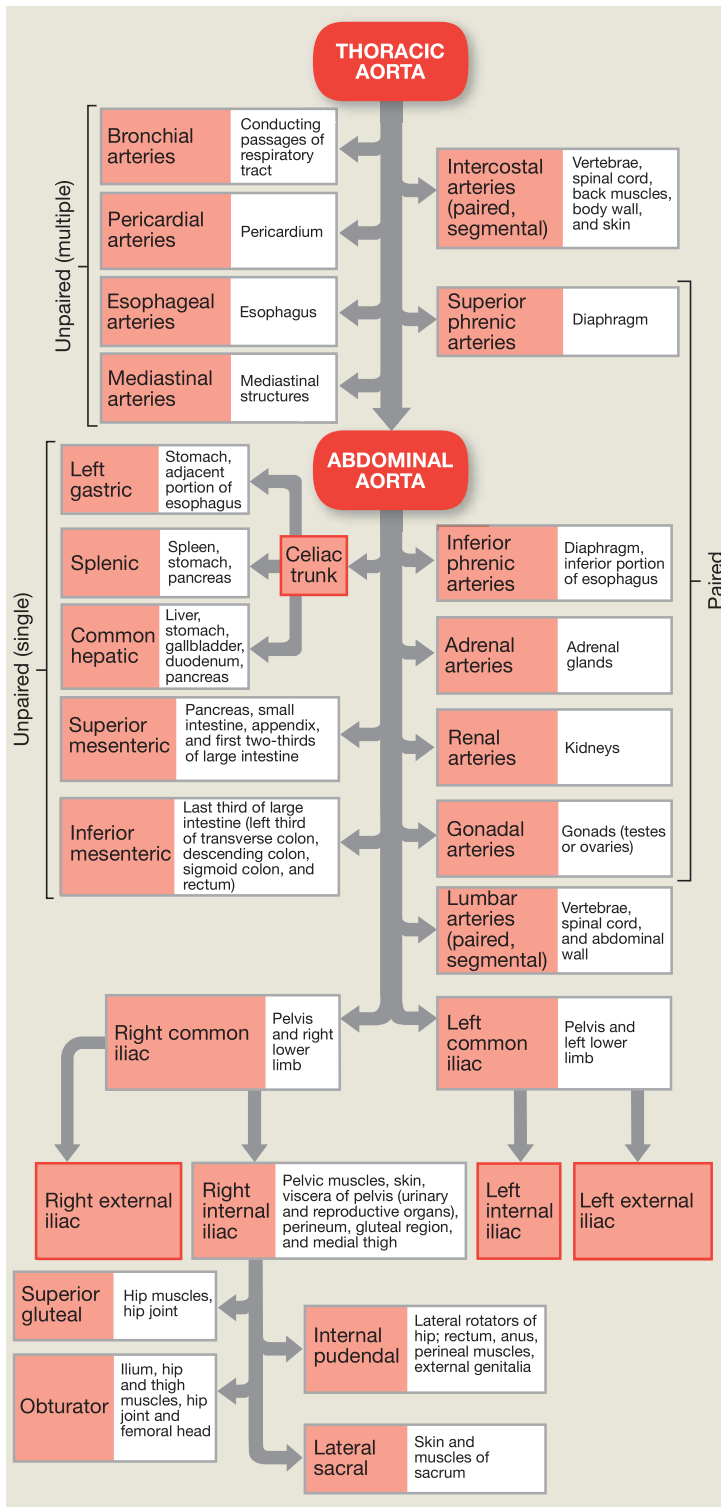 THORACIC
AORTA
Unpaired (multiple)
Bronchial
arteries
Conducting
passages of
respiratory
tract
Pericardial
arteries
Pericardium
Esophageal
arteries
Esophagus
Mediastinal
arteries
Mediastinal
structures
Intercostal
arteries
(paired,
segmental)
Vertebrae,
spinal cord,
back muscles,
body wall,
and skin
Superior
phrenic
arteries
Diaphragm
Paired
ABDOMINAL
AORTA
Unpaired (single)
Left
gastric
Stomach,
adjacent
portion of
esophagus
Splenic
Spleen,
stomach,
pancreas
Common
hepatic
Liver,
stomach,
gallbladder,
duodenum,
pancreas
Celiac
trunk
Superior
mesenteric
Pancreas, small
intestine, appendix,
and first two-thirds
of large intestine
Inferior
mesenteric
Last third of large
intestine (left third
of transverse colon,
descending colon,
sigmoid colon, and
rectum)
Inferior
phrenic
arteries
Diaphragm,
inferior portion
of esophagus
Adrenal
arteries
Adrenal
glands
Renal
arteries
Kidneys
Gonadal
arteries
Gonads (testes
or ovaries)
Lumbar
arteries
(paired,
segmental)
Vertebrae,
spinal cord,
and abdominal
wall
Right common
iliac
Pelvis
and right
lower
limb
Left
common
iliac
Pelvis and
left lower
limb
Right external
iliac
Right
internal
iliac
Pelvic muscles, skin,
viscera of pelvis (urinary
and reproductive organs),
perineum, gluteal region,
and medial thigh
Left
internal
iliac
Left external
iliac
Superior
gluteal
Hip muscles,
hip joint
Obturator
Ilium, hip
and thigh
muscles, hip
joint and
femoral head
Internal
pudendal
Lateral rotators of
hip; rectum, anus,
perineal muscles,
external genitalia
Lateral
sacral
Skin and
muscles of
sacrum